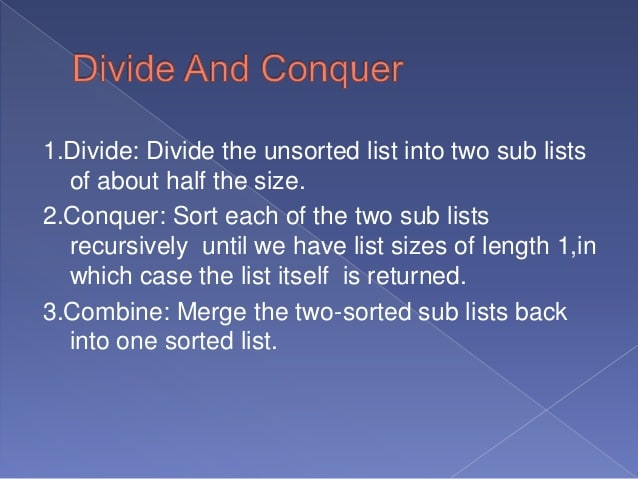 Divide And Conquer
1.Divide: Divide the unsorted list into two sub lists
of about half the size.
2.Conquer: Sort each of the two sub lists
recursively  until we have list sizes of length 1,in
which case the list itself  is returned.
3.Combine: Merge the two-sorted sub lists back
into one sorted list.